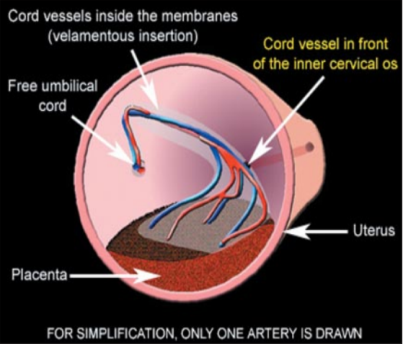 Cord vessels inside the membranes
(velamentous insertion)
Cord vessel in front
of the inner cervical os
Free umbilical
cord
Uterus
Placenta
FOR SIMPLIFICATION, ONLY ONE ARTERY IS DRAWN